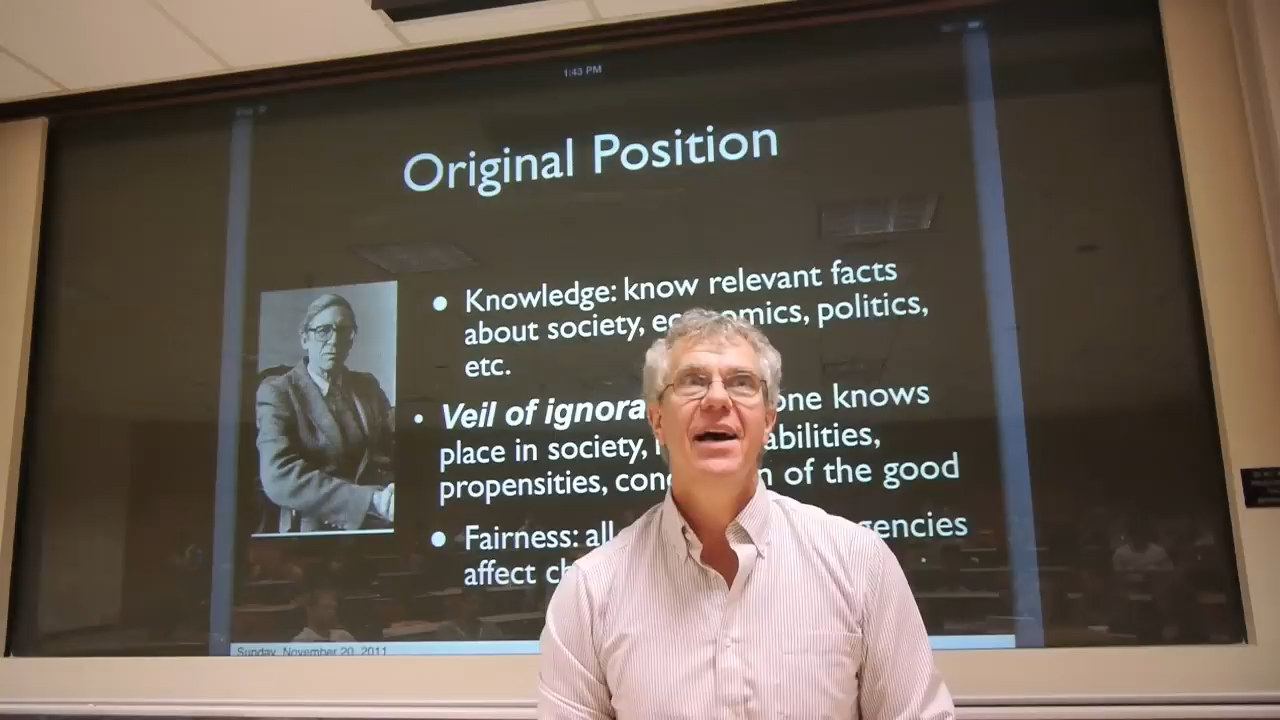 1:43 PM
Original Position
• Knowledge: know relevant facts
about society, ec omics, politics,
etc.
• Veil of ignora one knows
place in society, abilities,
propensities, con n of the good
• Fairness: all gencies
affect ch
Sunday, November 20, 2011